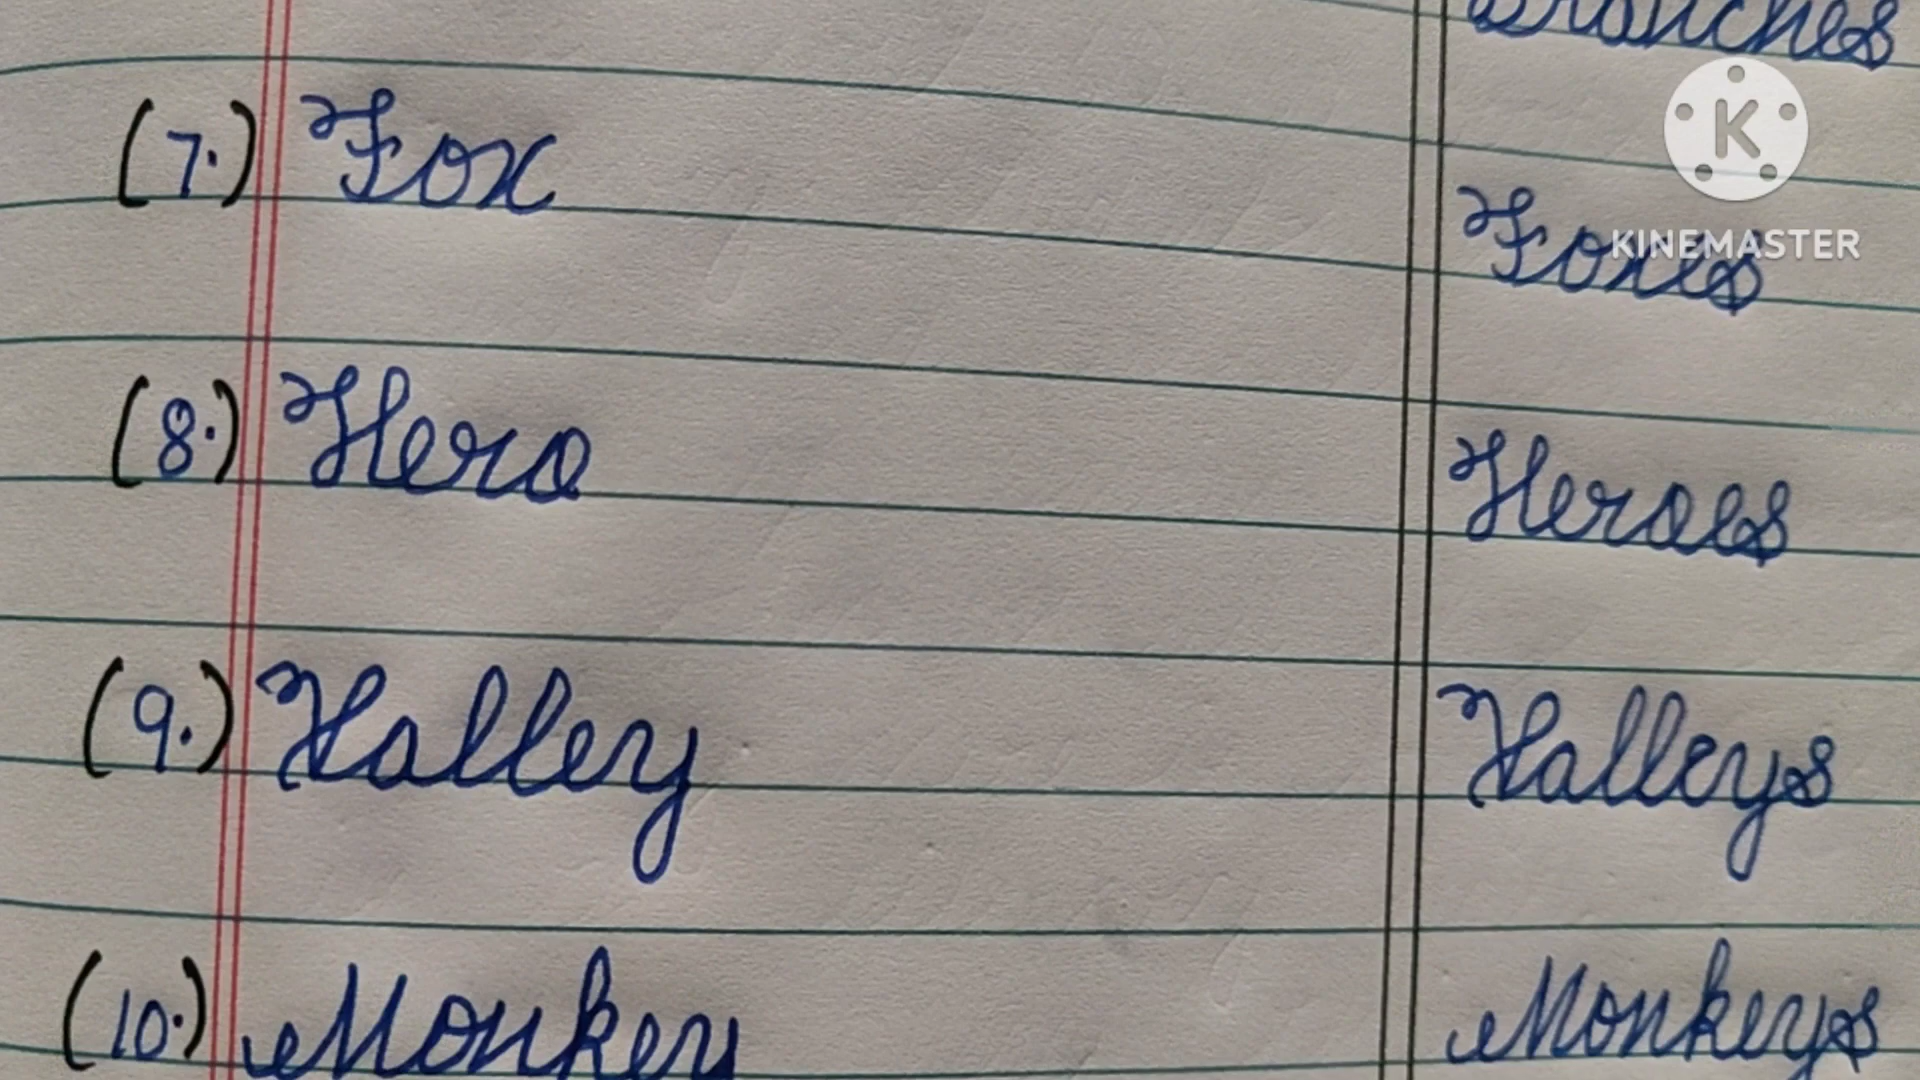 Branches
(7.) Fox
Foxes
(8.) Hero
Heroes
(9.) Valley
Valleys
(10.) Monkey
Monkeys
K
KINEMASTER